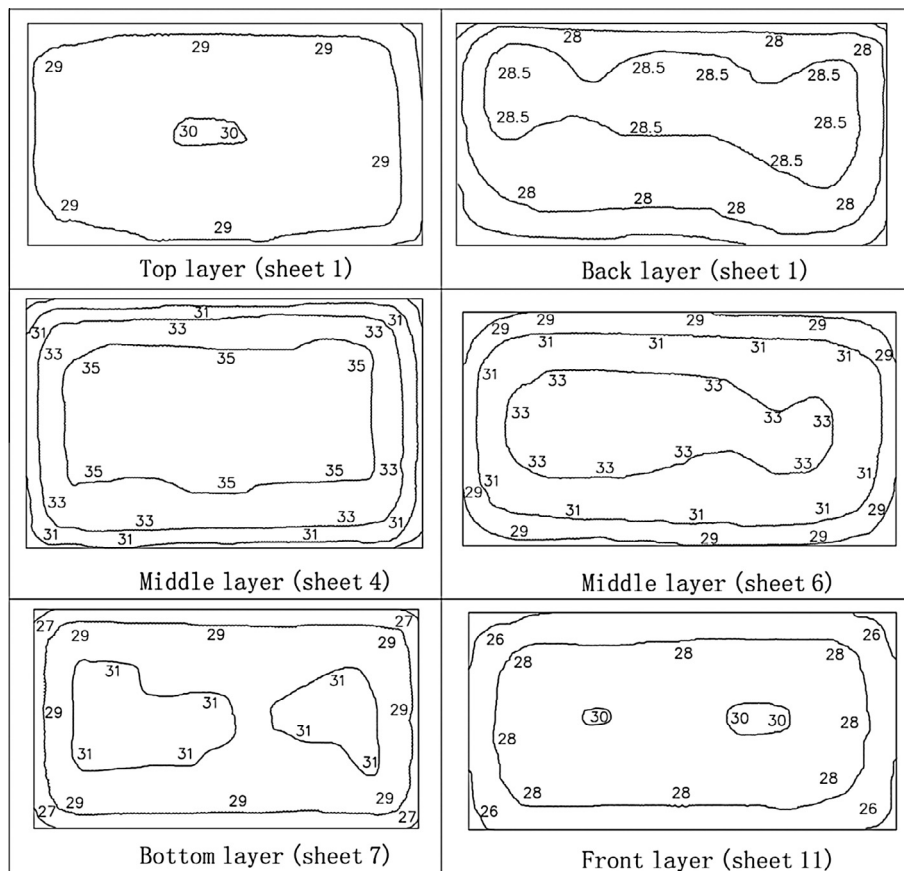 29 29
29
30 30
29
29
29
Top layer (sheet 1)
28 28 28
28.5 28.5 28.5 28.5
28.5 28.5 28.5
28.5
28 28 28 28
Back layer (sheet 1)
31 31
31 33 33
33
35 35 35
35 35 35 33
33 33 33 31
31 31 31
Middle layer (sheet 4)
29 29 29 29
31 31 31 31 29
31
33 33
33 33 33
33 33 33 33
31 31
29 31 31 31 31 29
29 29 29
Middle layer (sheet 6)
27 27
29 29 29
31 31
31
29 29
31
31 31 31
29 29 29
27 27
Bottom layer (sheet 7)
26 26
28 28 28
30 30 30
28 28
28
28 28
26 26
Front layer (sheet 11)